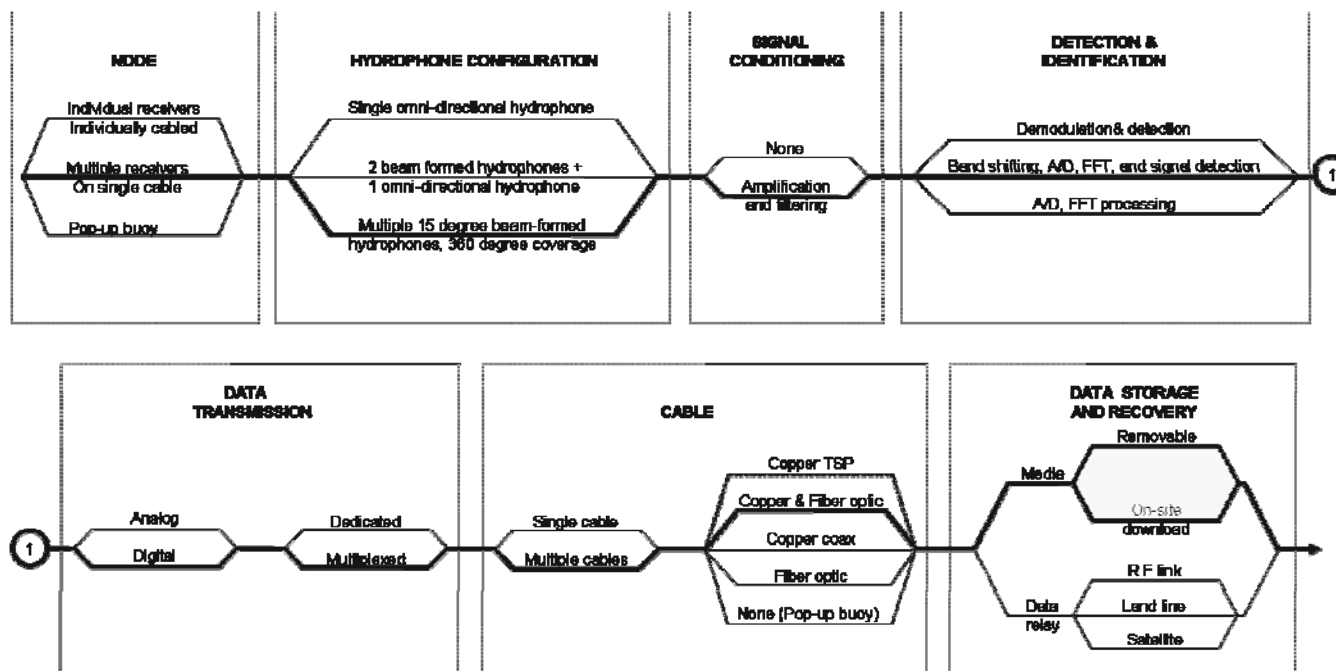 NODE
Individual receivers
Individually cabled
Multiple receivers
On single cable
Pop-up buoy
HYDROPHONE CONFIGURATION
Single omni-directional hydrophone
2 beam formed hydrophones +
1 omni-directional hydrophone
Multiple 15 degree beam-formed
hydrophones, 360 degree coverage
SIGNAL
CONDITIONING
None
Amplification
and filtering
DETECTION &
IDENTIFICATION
Demodulation & detection
Band shifting, A/D, FFT, and signal detection
A/D, FFT processing
1
1
DATA
TRANSMISSION
Analog
Digital
Dedicated
Multiplexed
CABLE
Single cable
Multiple cables
Copper TSP
Copper & Fiber optic
Copper coax
Fiber optic
None (Pop-up buoy)
DATA STORAGE
AND RECOVERY
Media
Removable
On-site
download
Data
relay
RF link
Land line
Satellite